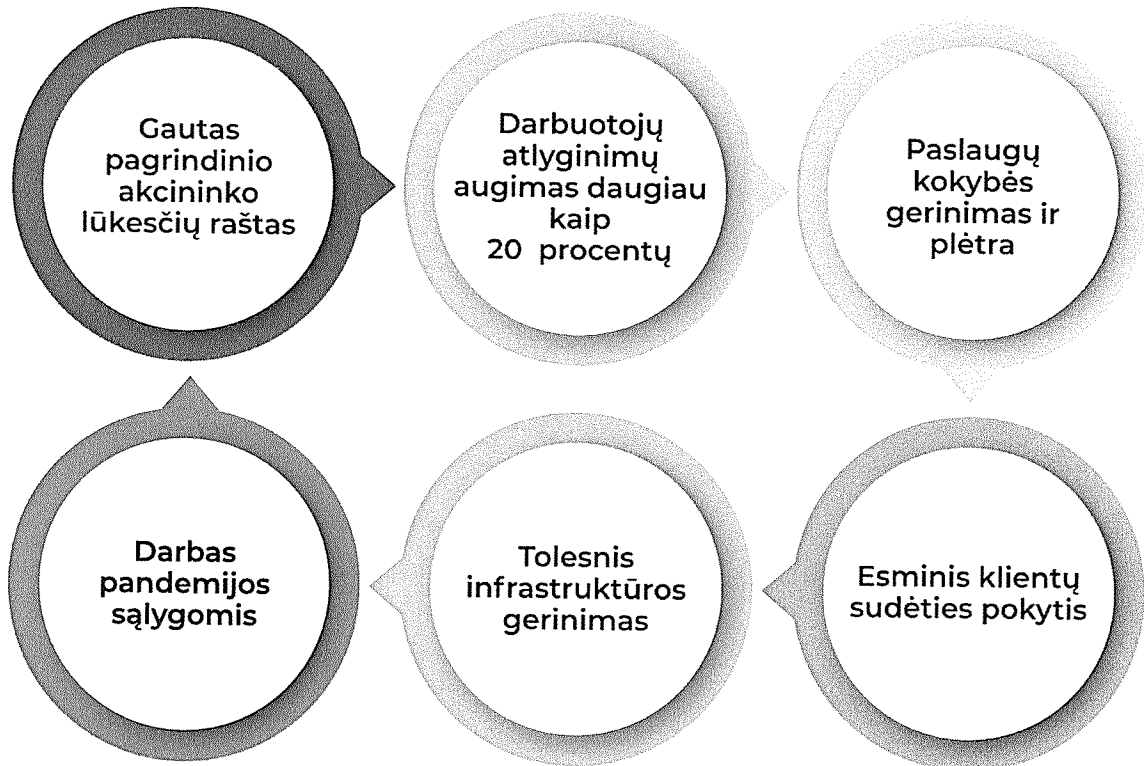 Gautas
pagrindinio
akcininko
lūkesčių raštas
Darbuotojų
atlyginimų
augimas daugiau
kaip
20 procentų
Paslaugų
kokybės
gerinimas ir
plėtra
Esminis klientų
sudėties pokytis
Tolesnis
infrastruktūros
gerinimas
Darbas
pandemijos
sąlygomis